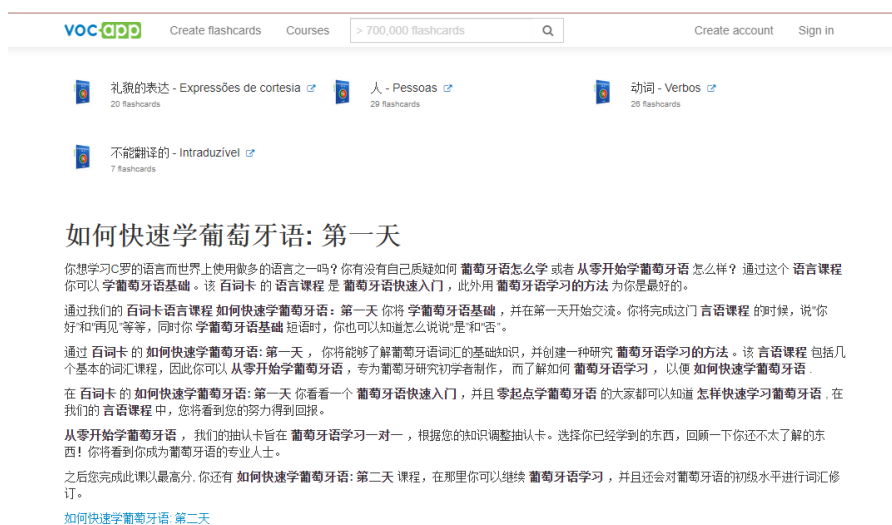 voc app Create flashcards Courses > 700,000 flashcards Create account Sign in
礼貌的表达 - Expressões de cortesia 人 - Pessoas 动词 - Verbos
20 flashcards 29 flashcards 26 flashcards
不能翻译的 - Intraduzível
7 flashcards
如何快速学葡萄牙语: 第一天
你想学习C罗的语言而世界上使用做多的语言之一吗？你有没有自己质疑如何 葡萄牙语怎么学 或者 从零开始学葡萄牙语 怎么样？ 通过这个 语言课程
你可以 学葡萄牙语基础 。该 百词卡 的 语言课程 是 葡萄牙语快速入门 ，此外用 葡萄牙语学习的方法 为你是最好的。
通过我们的 百词卡语言课程 如何快速学葡萄牙语：第一天 你将 学葡萄牙语基础 ，并在第一天开始交流。你将完成这门 言语课程 的时候，说“你
好”和“再见”等等，同时你 学葡萄牙语基础 短语时，你也可以知道怎么说说“是”和“否”。
通过 百词卡 的 如何快速学葡萄牙语: 第一天 ， 你将能够了解葡萄牙语词汇的基础知识，并创建一种研究 葡萄牙语学习的方法 。该 言语课程 包括几
个基本的词汇课程，因此你可以 从零开始学葡萄牙语 ，专为葡萄牙研究初学者制作， 而了解如何 葡萄牙语学习 ， 以便 如何快速学葡萄牙语 .
在 百词卡 的 如何快速学葡萄牙语: 第一天 你看看一个 葡萄牙语快速入门 ，并且 零起点学葡萄牙语 的大家都可以知道 怎样快速学习葡萄牙语 , 在
我们的 言语课程 中，您将看到您的努力得到回报。
从零开始学葡萄牙语 ， 我们的抽认卡旨在 葡萄牙语学习一对一 ，根据您的知识调整抽认卡。选择你已经学到的东西，回顾一下你还不太了解的东
西！你将看到你成为葡萄牙语的专业人士。
之后您完成此课以最高分, 你还有 如何快速学葡萄牙语: 第二天 课程，在那里你可以继续 葡萄牙语学习 ，并且还会对葡萄牙语的初级水平进行词汇修
订。
如何快速学葡萄牙语: 第二天